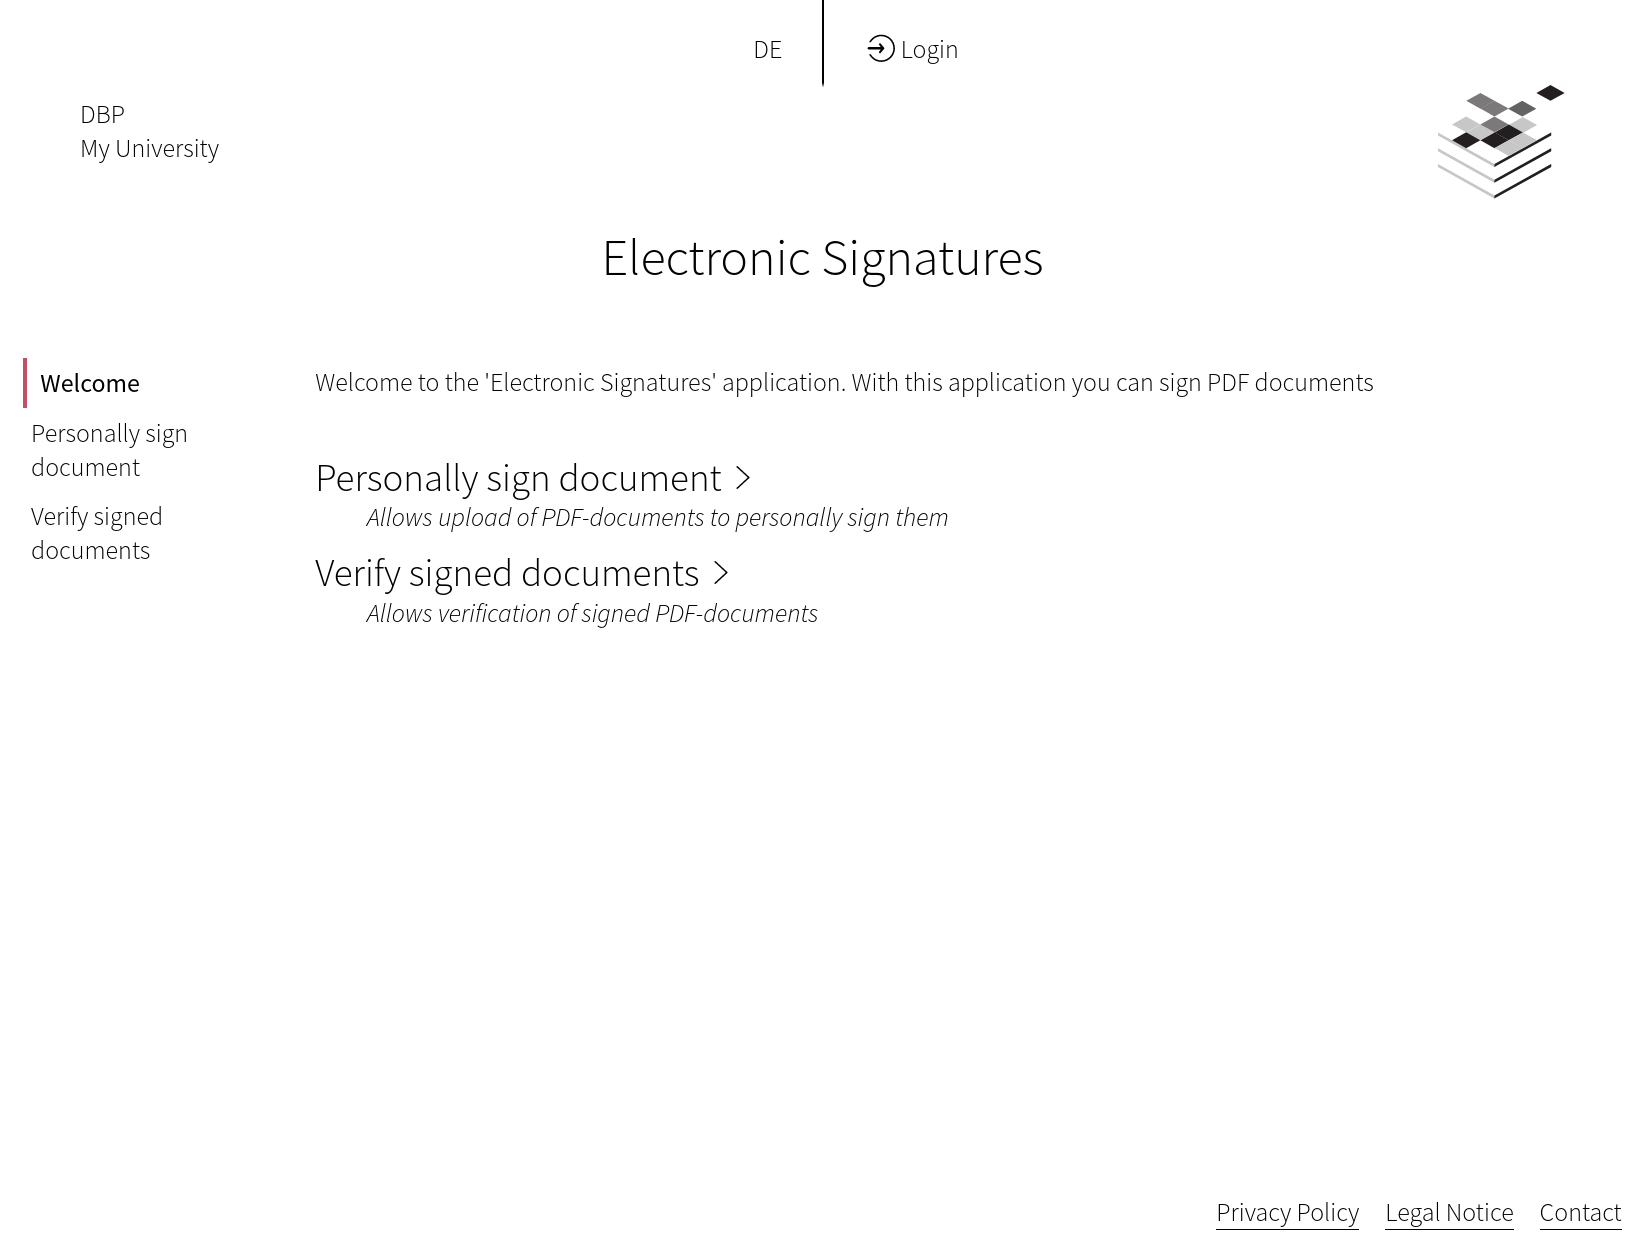 DE
Login
DBP
My University
Electronic Signatures
Welcome
Personally sign
document
Verify signed
documents
Welcome to the 'Electronic Signatures' application. With this application you can sign PDF documents
Personally sign document
Allows upload of PDF-documents to personally sign them
Verify signed documents
Allows verification of signed PDF-documents
Privacy Policy
Legal Notice
Contact